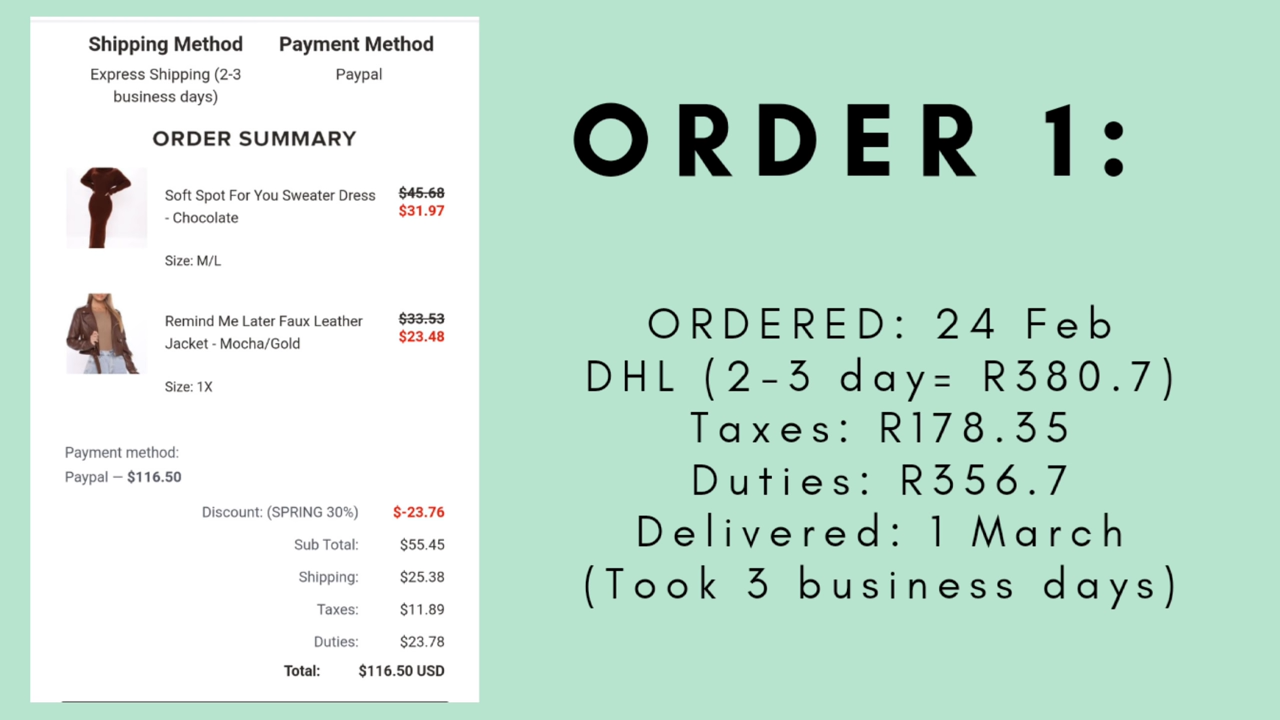 Shipping Method
Payment Method
Express Shipping (2-3
business days)
Paypal
ORDER SUMMARY
Soft Spot For You Sweater Dress
- Chocolate
$45.68
$31.97
Size: M/L
Remind Me Later Faux Leather
Jacket - Mocha/Gold
$33.53
$23.48
Size: 1X
Payment method:
Paypal — $116.50
Discount: (SPRING 30%) $-23.76
Sub Total: $55.45
Shipping: $25.38
Taxes: $11.89
Duties: $23.78
Total: $116.50 USD
ORDER 1:
ORDERED: 24 Feb
DHL (2-3 day= R380.7)
Taxes: R178.35
Duties: R356.7
Delivered: 1 March
(Took 3 business days)